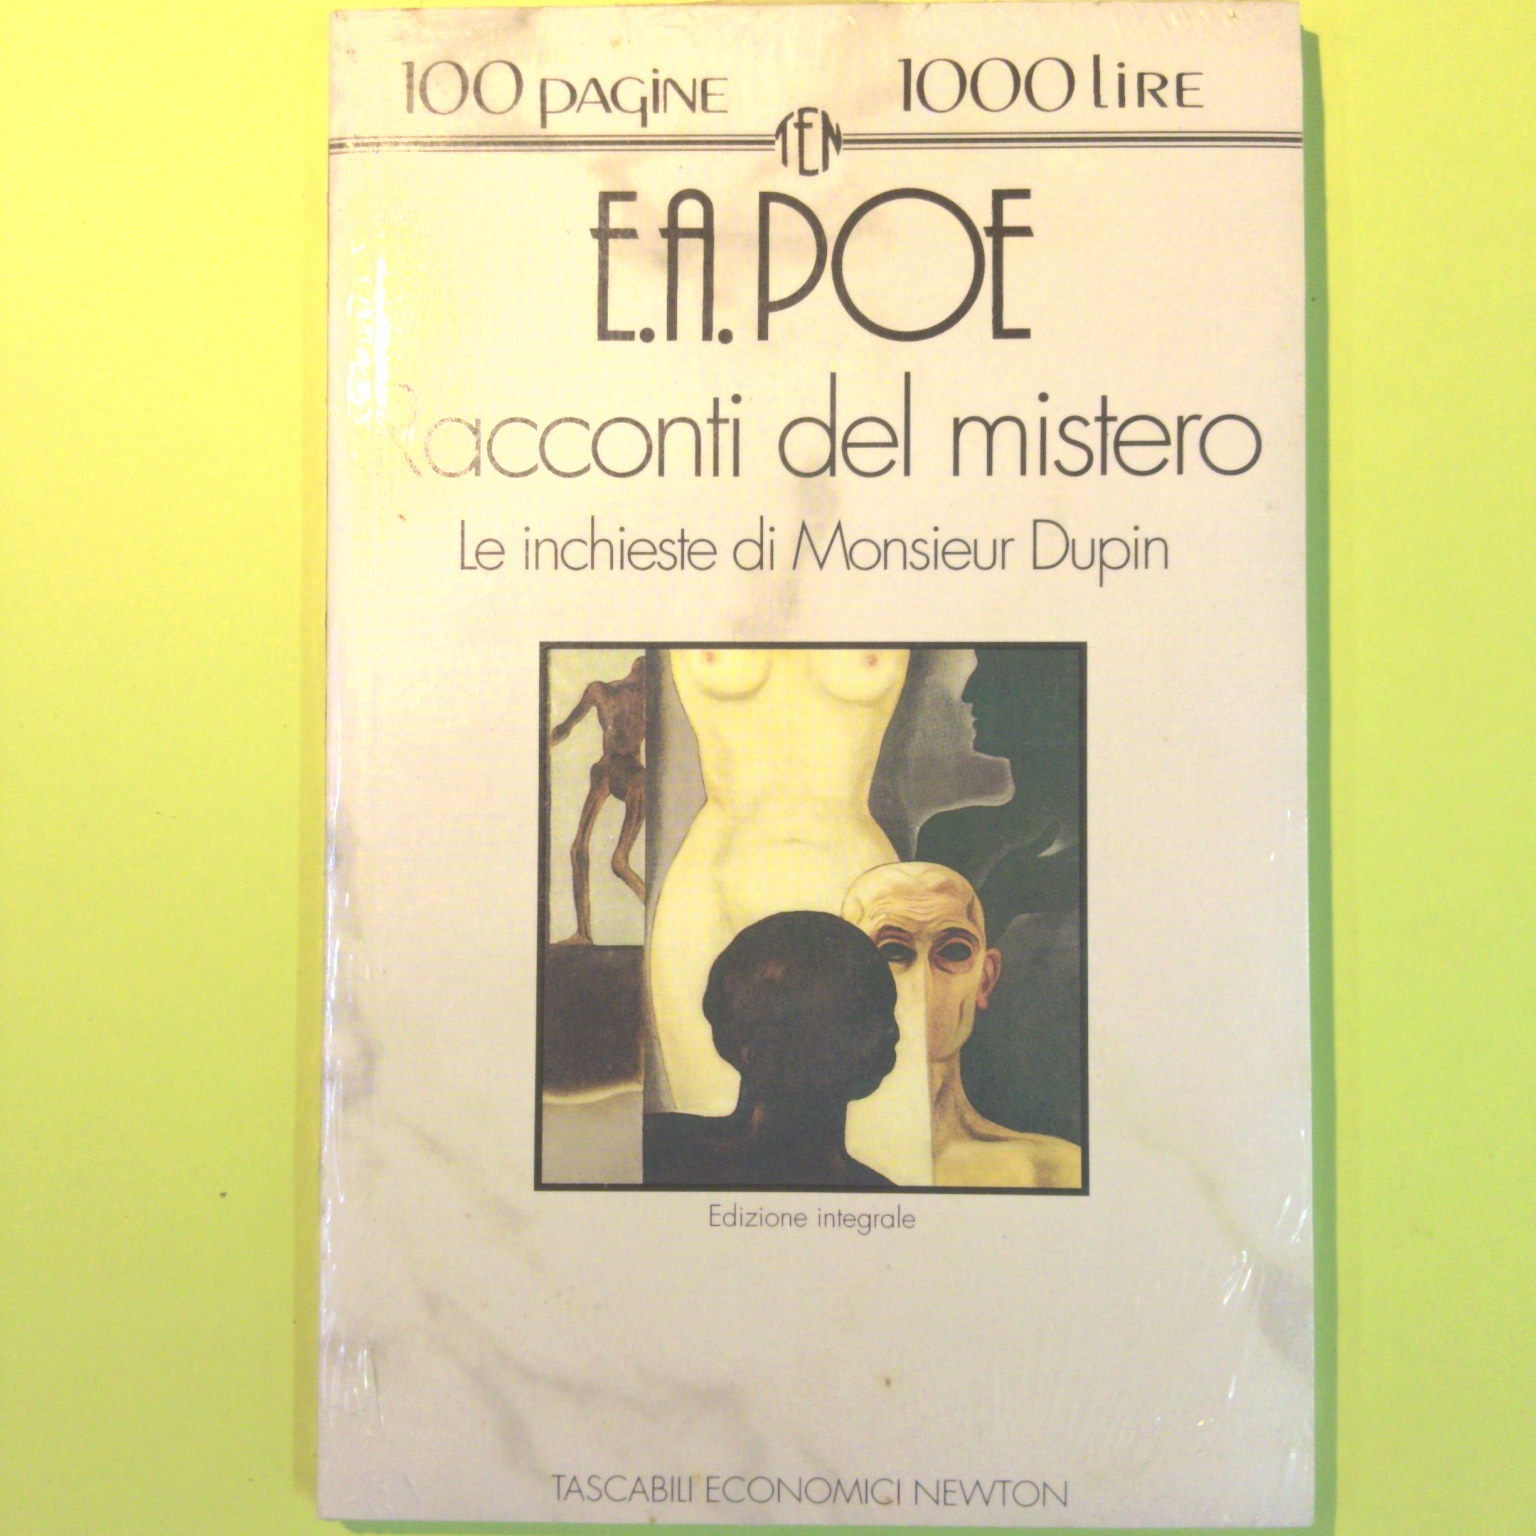 100 PAGINE 1000 LIRE
TEN
E.A. POE
Racconti del mistero
Le inchieste di Monsieur Dupin
Edizione integrale
TASCABILI ECONOMICI NEWTON